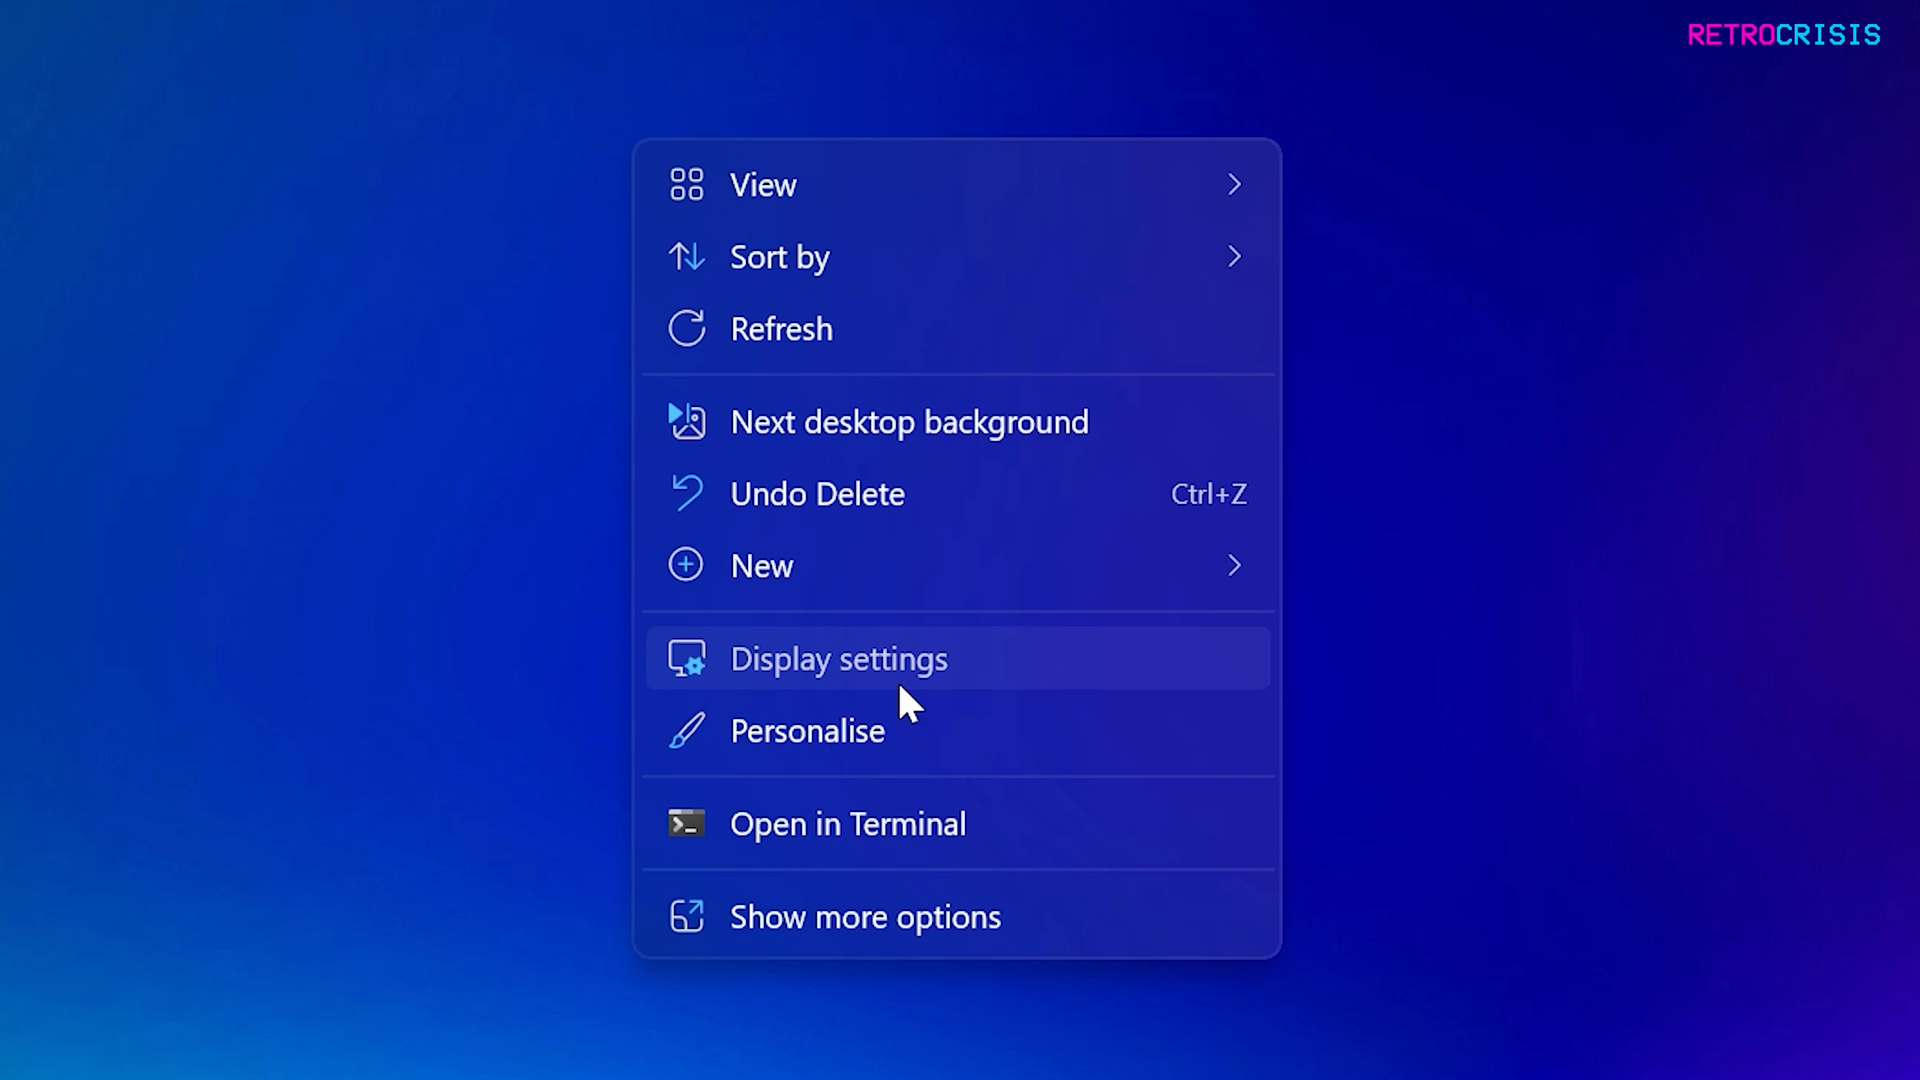 RETROCRISIS
View
Sort by
Refresh
Next desktop background
Undo Delete Ctrl+Z
New
Display settings
Personalise
Open in Terminal
Show more options